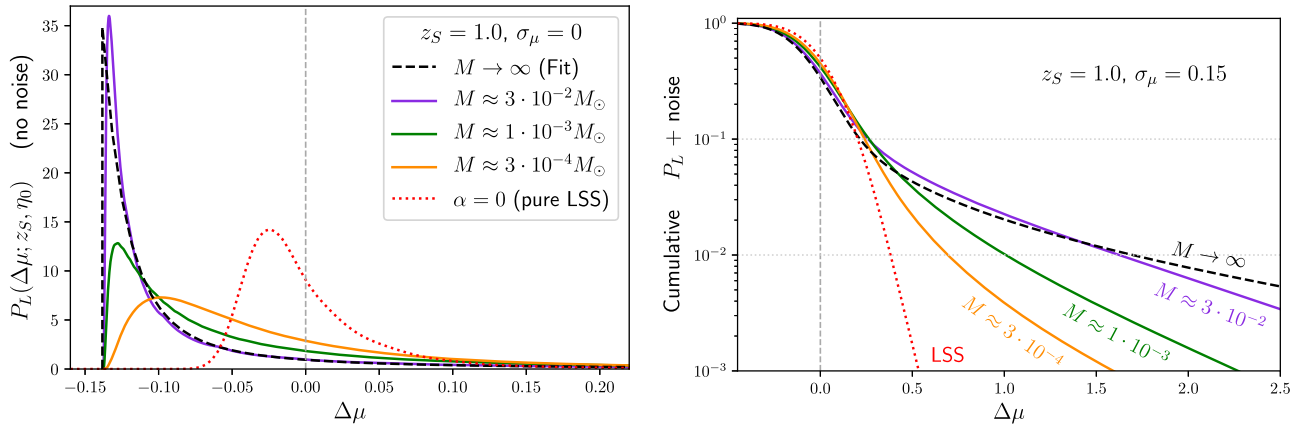 P_L(Δμ; z_S, η_0) (no noise)
35
30
25
20
15
10
5
0
z_S = 1.0, σ_μ = 0
M → ∞ (Fit)
M ≈ 3 · 10^−2 M_⊙
M ≈ 1 · 10^−3 M_⊙
M ≈ 3 · 10^−4 M_⊙
α = 0 (pure LSS)
−0.15 −0.10 −0.05 0.00 0.05 0.10 0.15 0.20
Δμ
Cumulative P_L + noise
10^0
10^−1
10^−2
10^−3
z_S = 1.0, σ_μ = 0.15
M → ∞
M ≈ 3 · 10^−2
M ≈ 1 · 10^−3
M ≈ 3 · 10^−4
LSS
0.0 0.5 1.0 1.5 2.0 2.5
Δμ